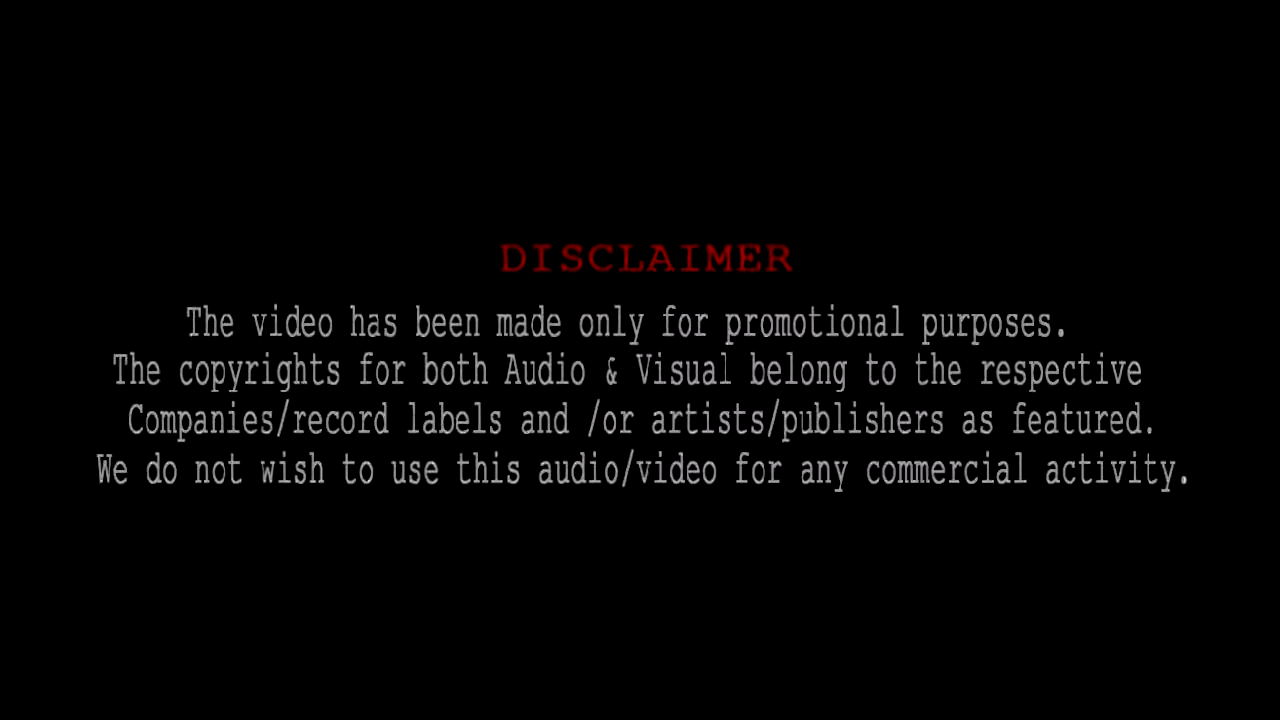 DISCLAIMER
The video has been made only for promotional purposes.
The copyrights for both Audio & Visual belong to the respective
Companies/record labels and /or artists/publishers as featured.
We do not wish to use this audio/video for any commercial activity.